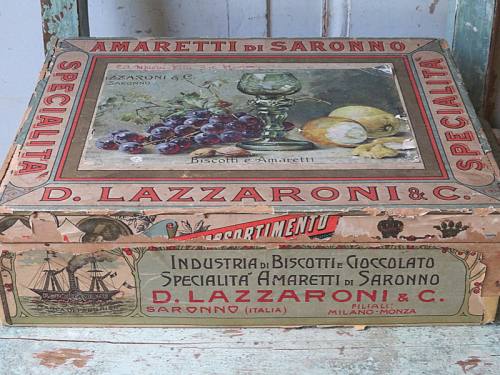 AMARETTI DI SARONNO
SPECIALITÀ
SPECIALITÀ
LAZZARONI & C.
SARONNO
BISCOTTI E AMARETTI
D. LAZZARONI & C.
ASSORTIMENTO
INDUSTRIA DI BISCOTTI E CIOCCOLATO
SPECIALITÀ AMARETTI DI SARONNO
D. LAZZARONI & C.
SARONNO (ITALIA)
FILIALI:
MILANO-MONZA